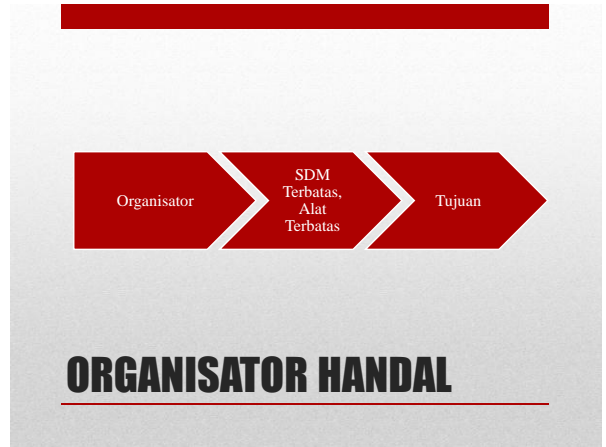 Organisator
SDM
Terbatas,
Alat
Terbatas
Tujuan
ORGANISATOR HANDAL